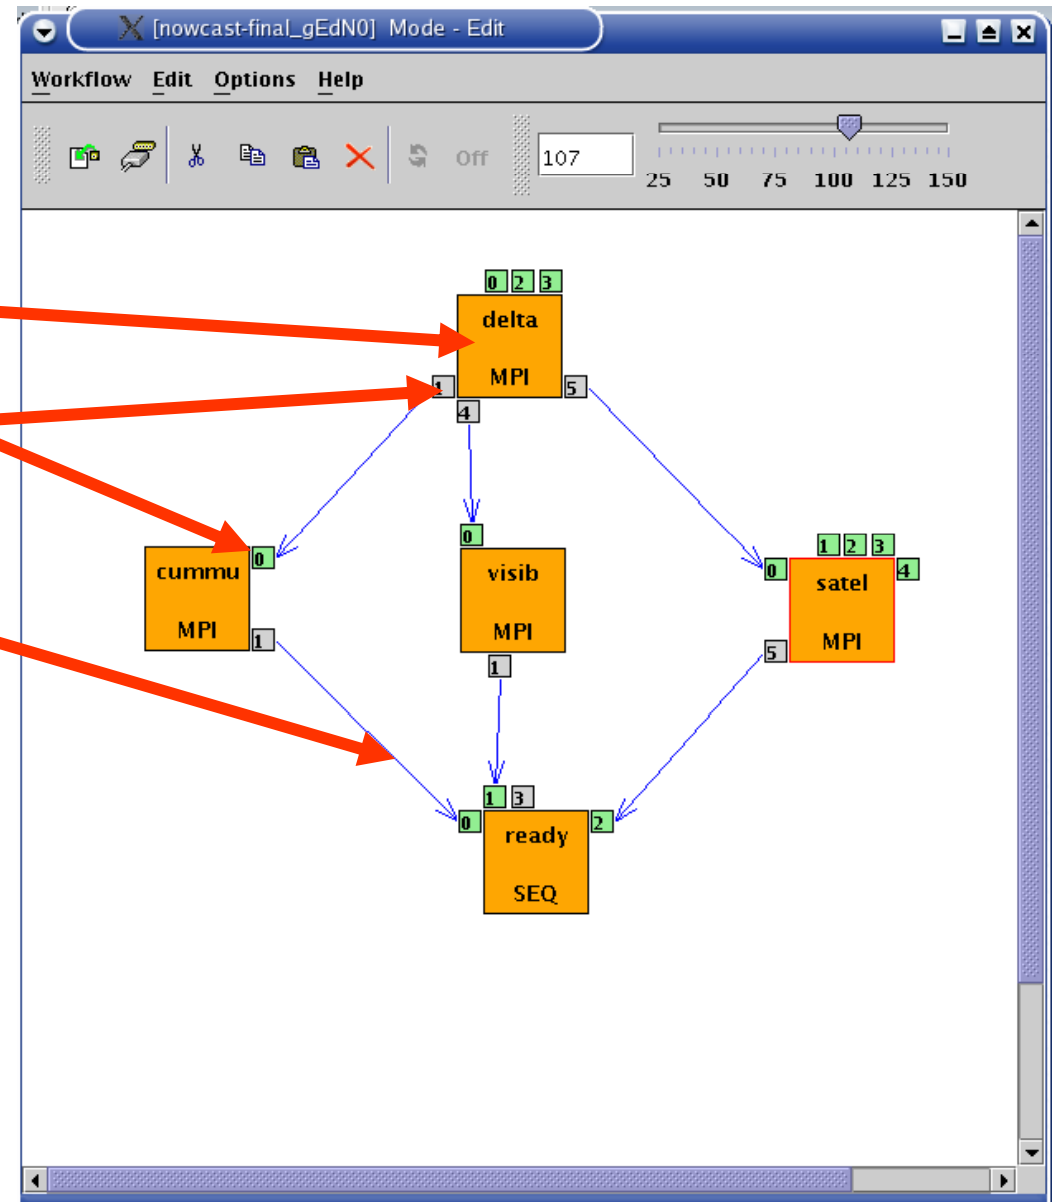 [nowcast-final_gEdN0] Mode - Edit
Workflow Edit Options Help
Off 107
25 50 75 100 125 150
0 2 3
delta
MPI
1 5
4
0
cummu
MPI
1
0
visib
MPI
1
1 2 3
0 4
satel
MPI
5
1 3
0 2
ready
SEQ